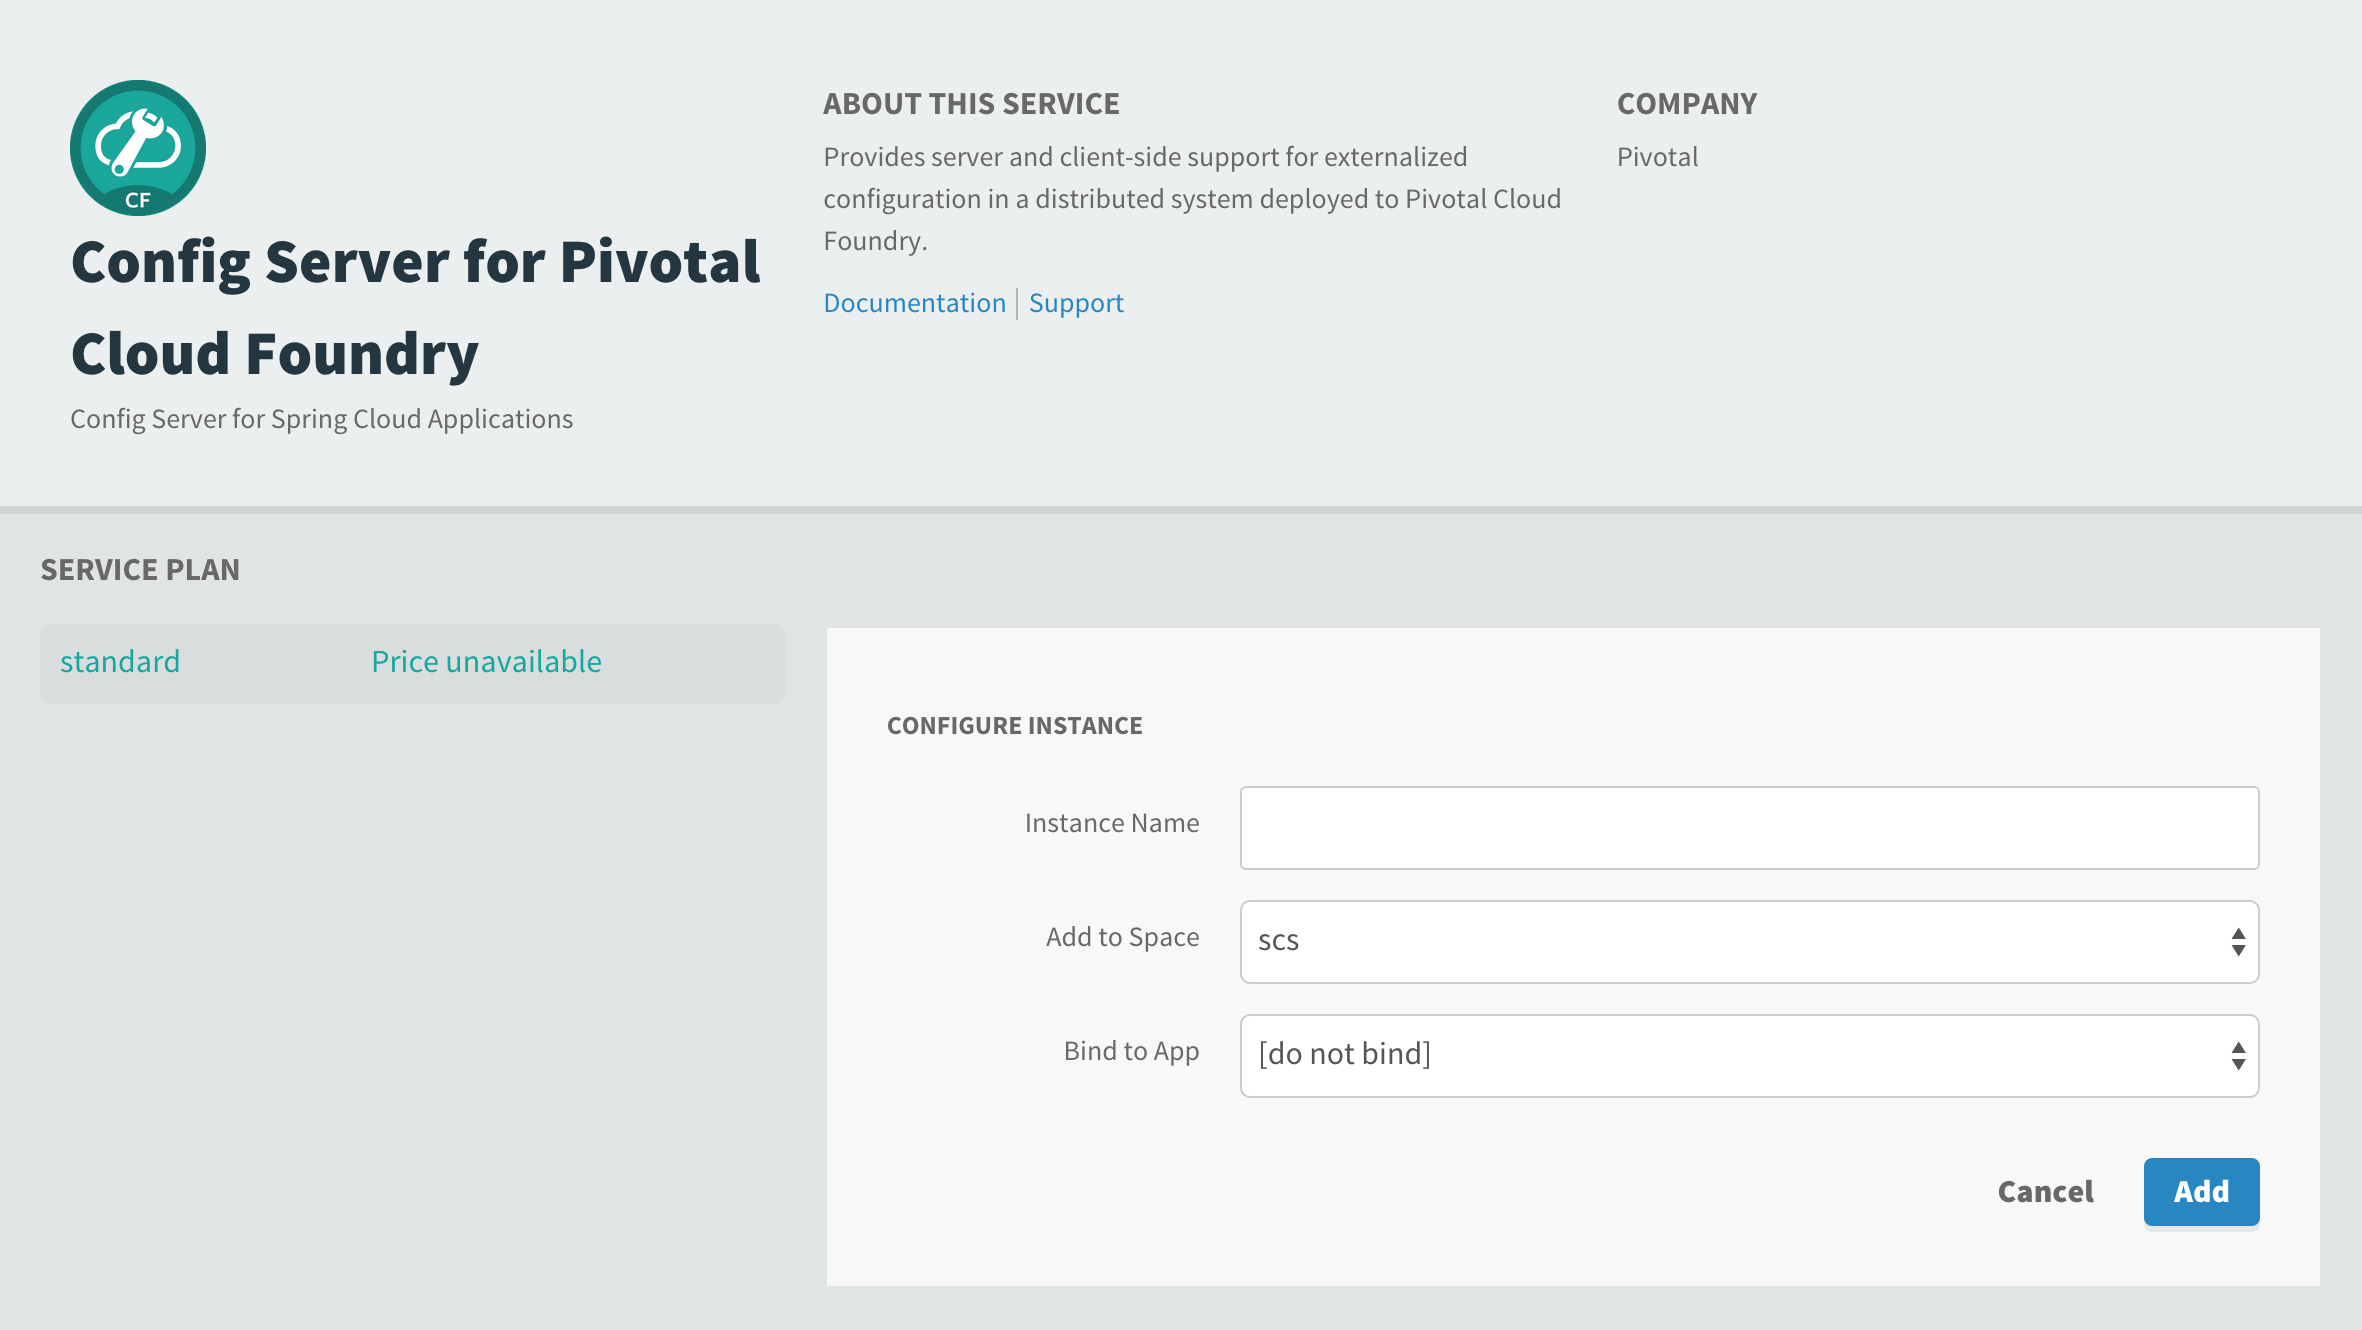 CF
Config Server for Pivotal
Cloud Foundry
Config Server for Spring Cloud Applications
ABOUT THIS SERVICE
Provides server and client-side support for externalized
configuration in a distributed system deployed to Pivotal Cloud
Foundry.
Documentation | Support
COMPANY
Pivotal
SERVICE PLAN
standard Price unavailable
CONFIGURE INSTANCE
Instance Name
Add to Space scs
Bind to App [do not bind]
Cancel Add